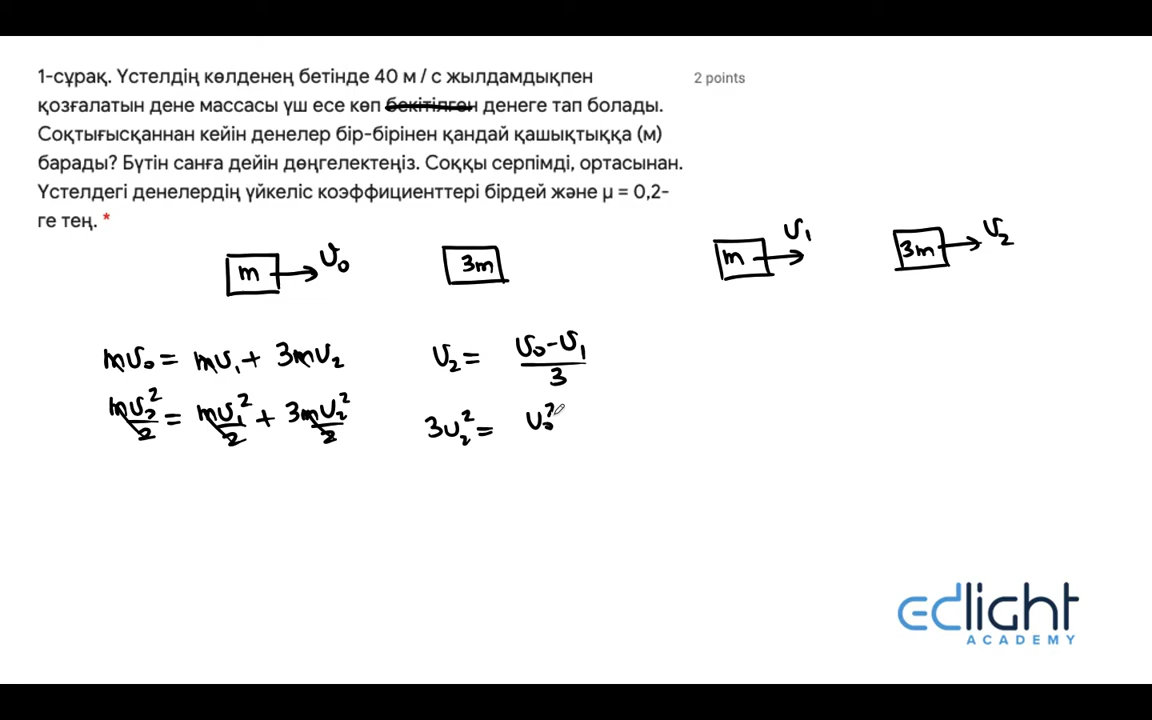 1-сұрақ. Үстелдің көлденең бетінде 40 м / с жылдамдықпен
2 points
қозғалатын дене массасы үш есе көп бекітілген денеге тап болады.
Соқтығысқаннан кейін денелер бір-бірінен қандай қашықтыққа (м)
барады? Бүтін санға дейін дөңгелектеңіз. Соққы серпімді, ортасынан.
Үстелдегі денелердің үйкеліс коэффициенттері бірдей және µ = 0,2-
ге тең. *
m υ₀ 3m m υ₁ 3m υ₂
mυ₀ = mυ₁ + 3mυ₂ υ₂ = (υ₀ - υ₁)/3
mυ₀²/2 = mυ₁²/2 + 3mυ₂²/2 3υ₂² = υ₀²
edlight
ACADEMY